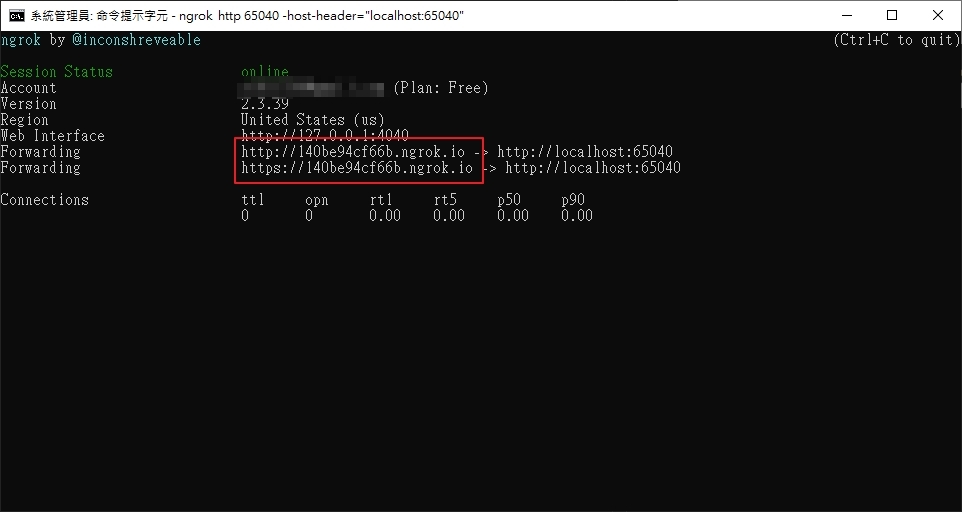 系統管理員: 命令提示字元 - ngrok http 65040 -host-header="localhost:65040"
ngrok by @inconshreveable (Ctrl+C to quit)
Session Status online
Account (Plan: Free)
Version 2.3.39
Region United States (us)
Web Interface http://127.0.0.1:4040
Forwarding http://140be94cf66b.ngrok.io -> http://localhost:65040
Forwarding https://140be94cf66b.ngrok.io -> http://localhost:65040
Connections ttl opn rt1 rt5 p50 p90
0 0 0.00 0.00 0.00 0.00